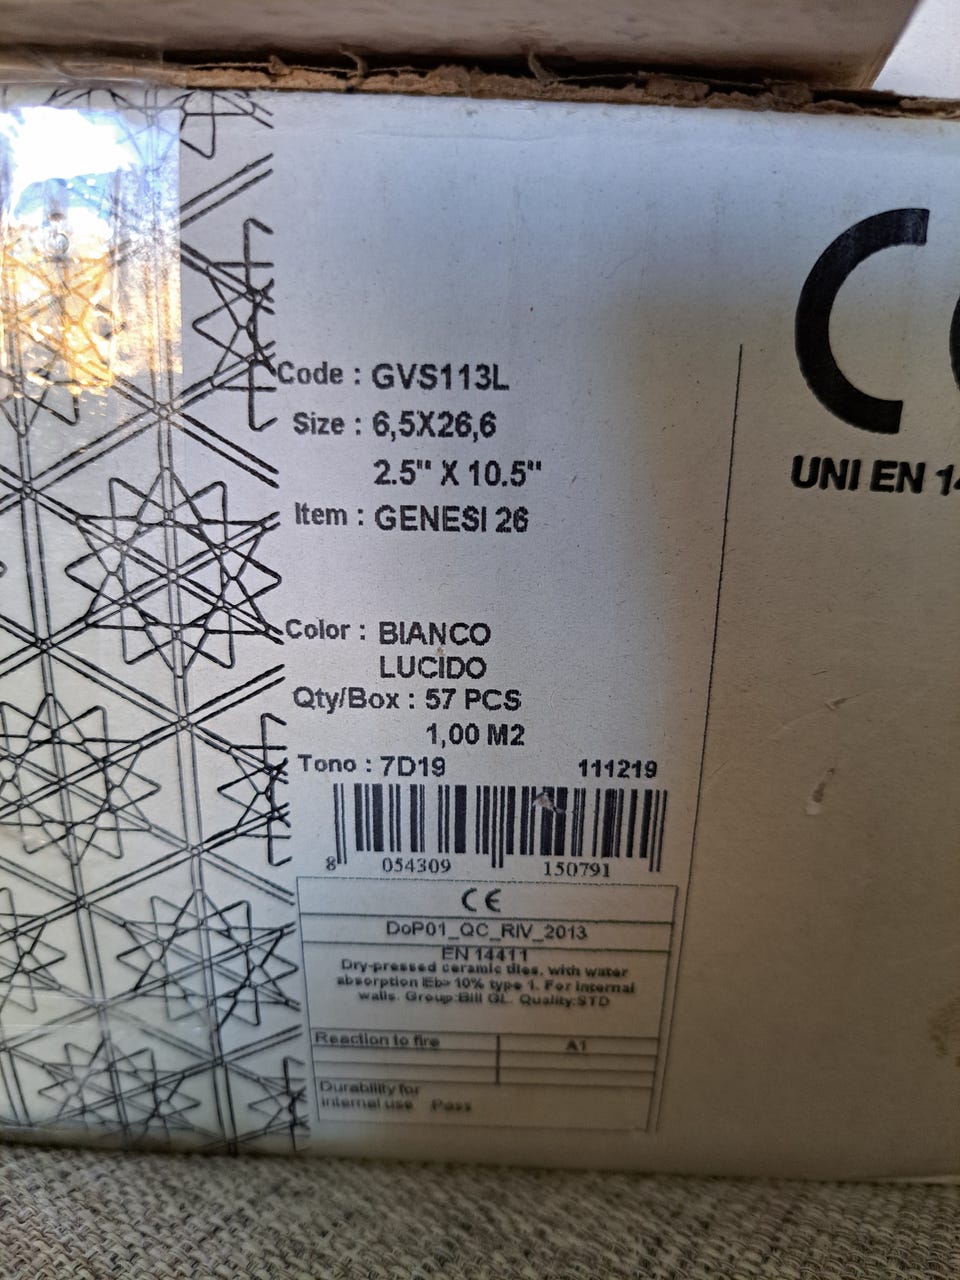 Code : GVS113L
Size : 6,5X26,6
2.5" X 10.5"
Item : GENESI 26
Color : BIANCO
LUCIDO
Qty/Box : 57 PCS
1,00 M2
Tono : 7D19 111219
8 054309 150791
CE
DoP01_QC_RIV_2013
EN 14411
Dry-pressed ceramic tiles, with water
absorption Eb> 10% type 1. For internal
walls. Group:BIII GL. Quality:STD
Reaction to fire A1
Durability for
internal use Pass
C
UNI EN